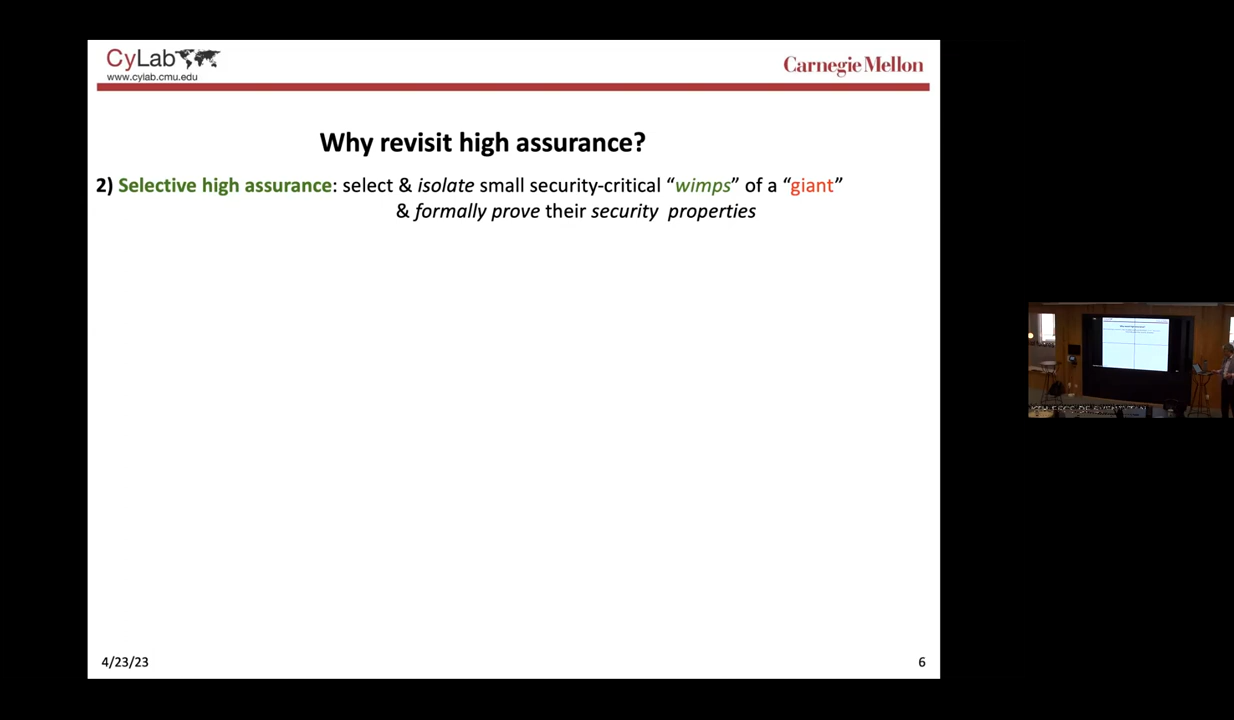 CyLab
www.cylab.cmu.edu
Carnegie Mellon
Why revisit high assurance?
2) Selective high assurance: select & isolate small security-critical “wimps” of a “giant”
& formally prove their security properties
4/23/23
6